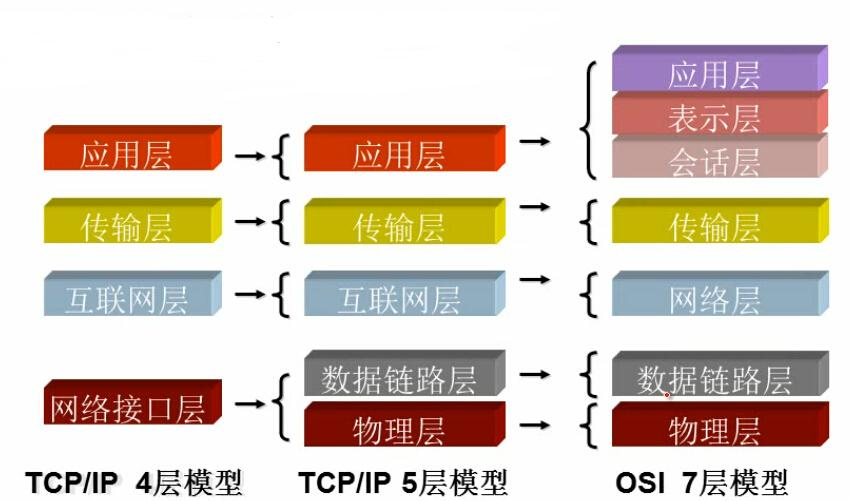 应用层
传输层
互联网层
网络接口层
TCP/IP 4层模型
应用层
传输层
互联网层
数据链路层
物理层
TCP/IP 5层模型
应用层
表示层
会话层
传输层
网络层
数据链路层
物理层
OSI 7层模型